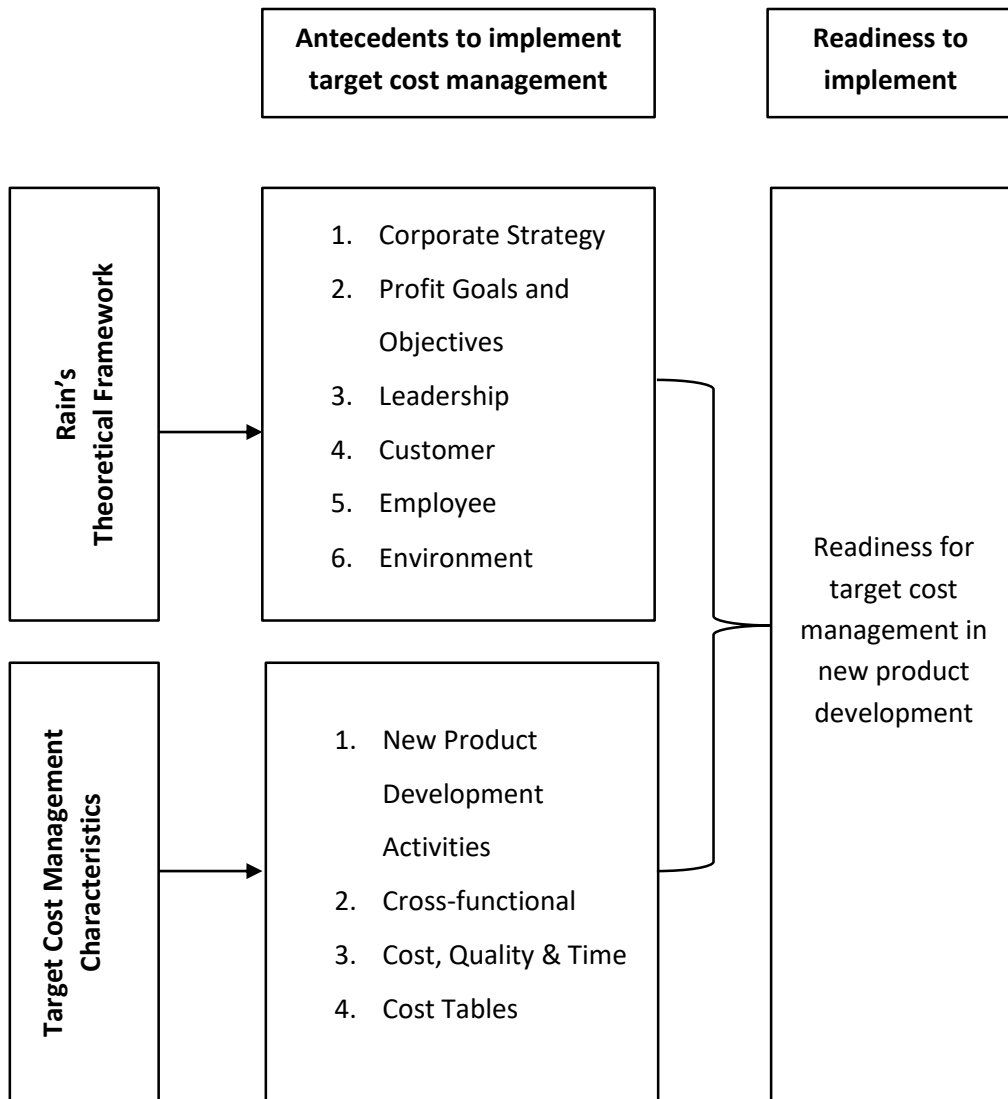 Antecedents to implement
target cost management
Readiness to
implement
Rain’s
Theoretical Framework
1. Corporate Strategy
2. Profit Goals and
Objectives
3. Leadership
4. Customer
5. Employee
6. Environment
Target Cost Management
Characteristics
1. New Product
Development
Activities
2. Cross-functional
3. Cost, Quality & Time
4. Cost Tables
Readiness for
target cost
management in
new product
development